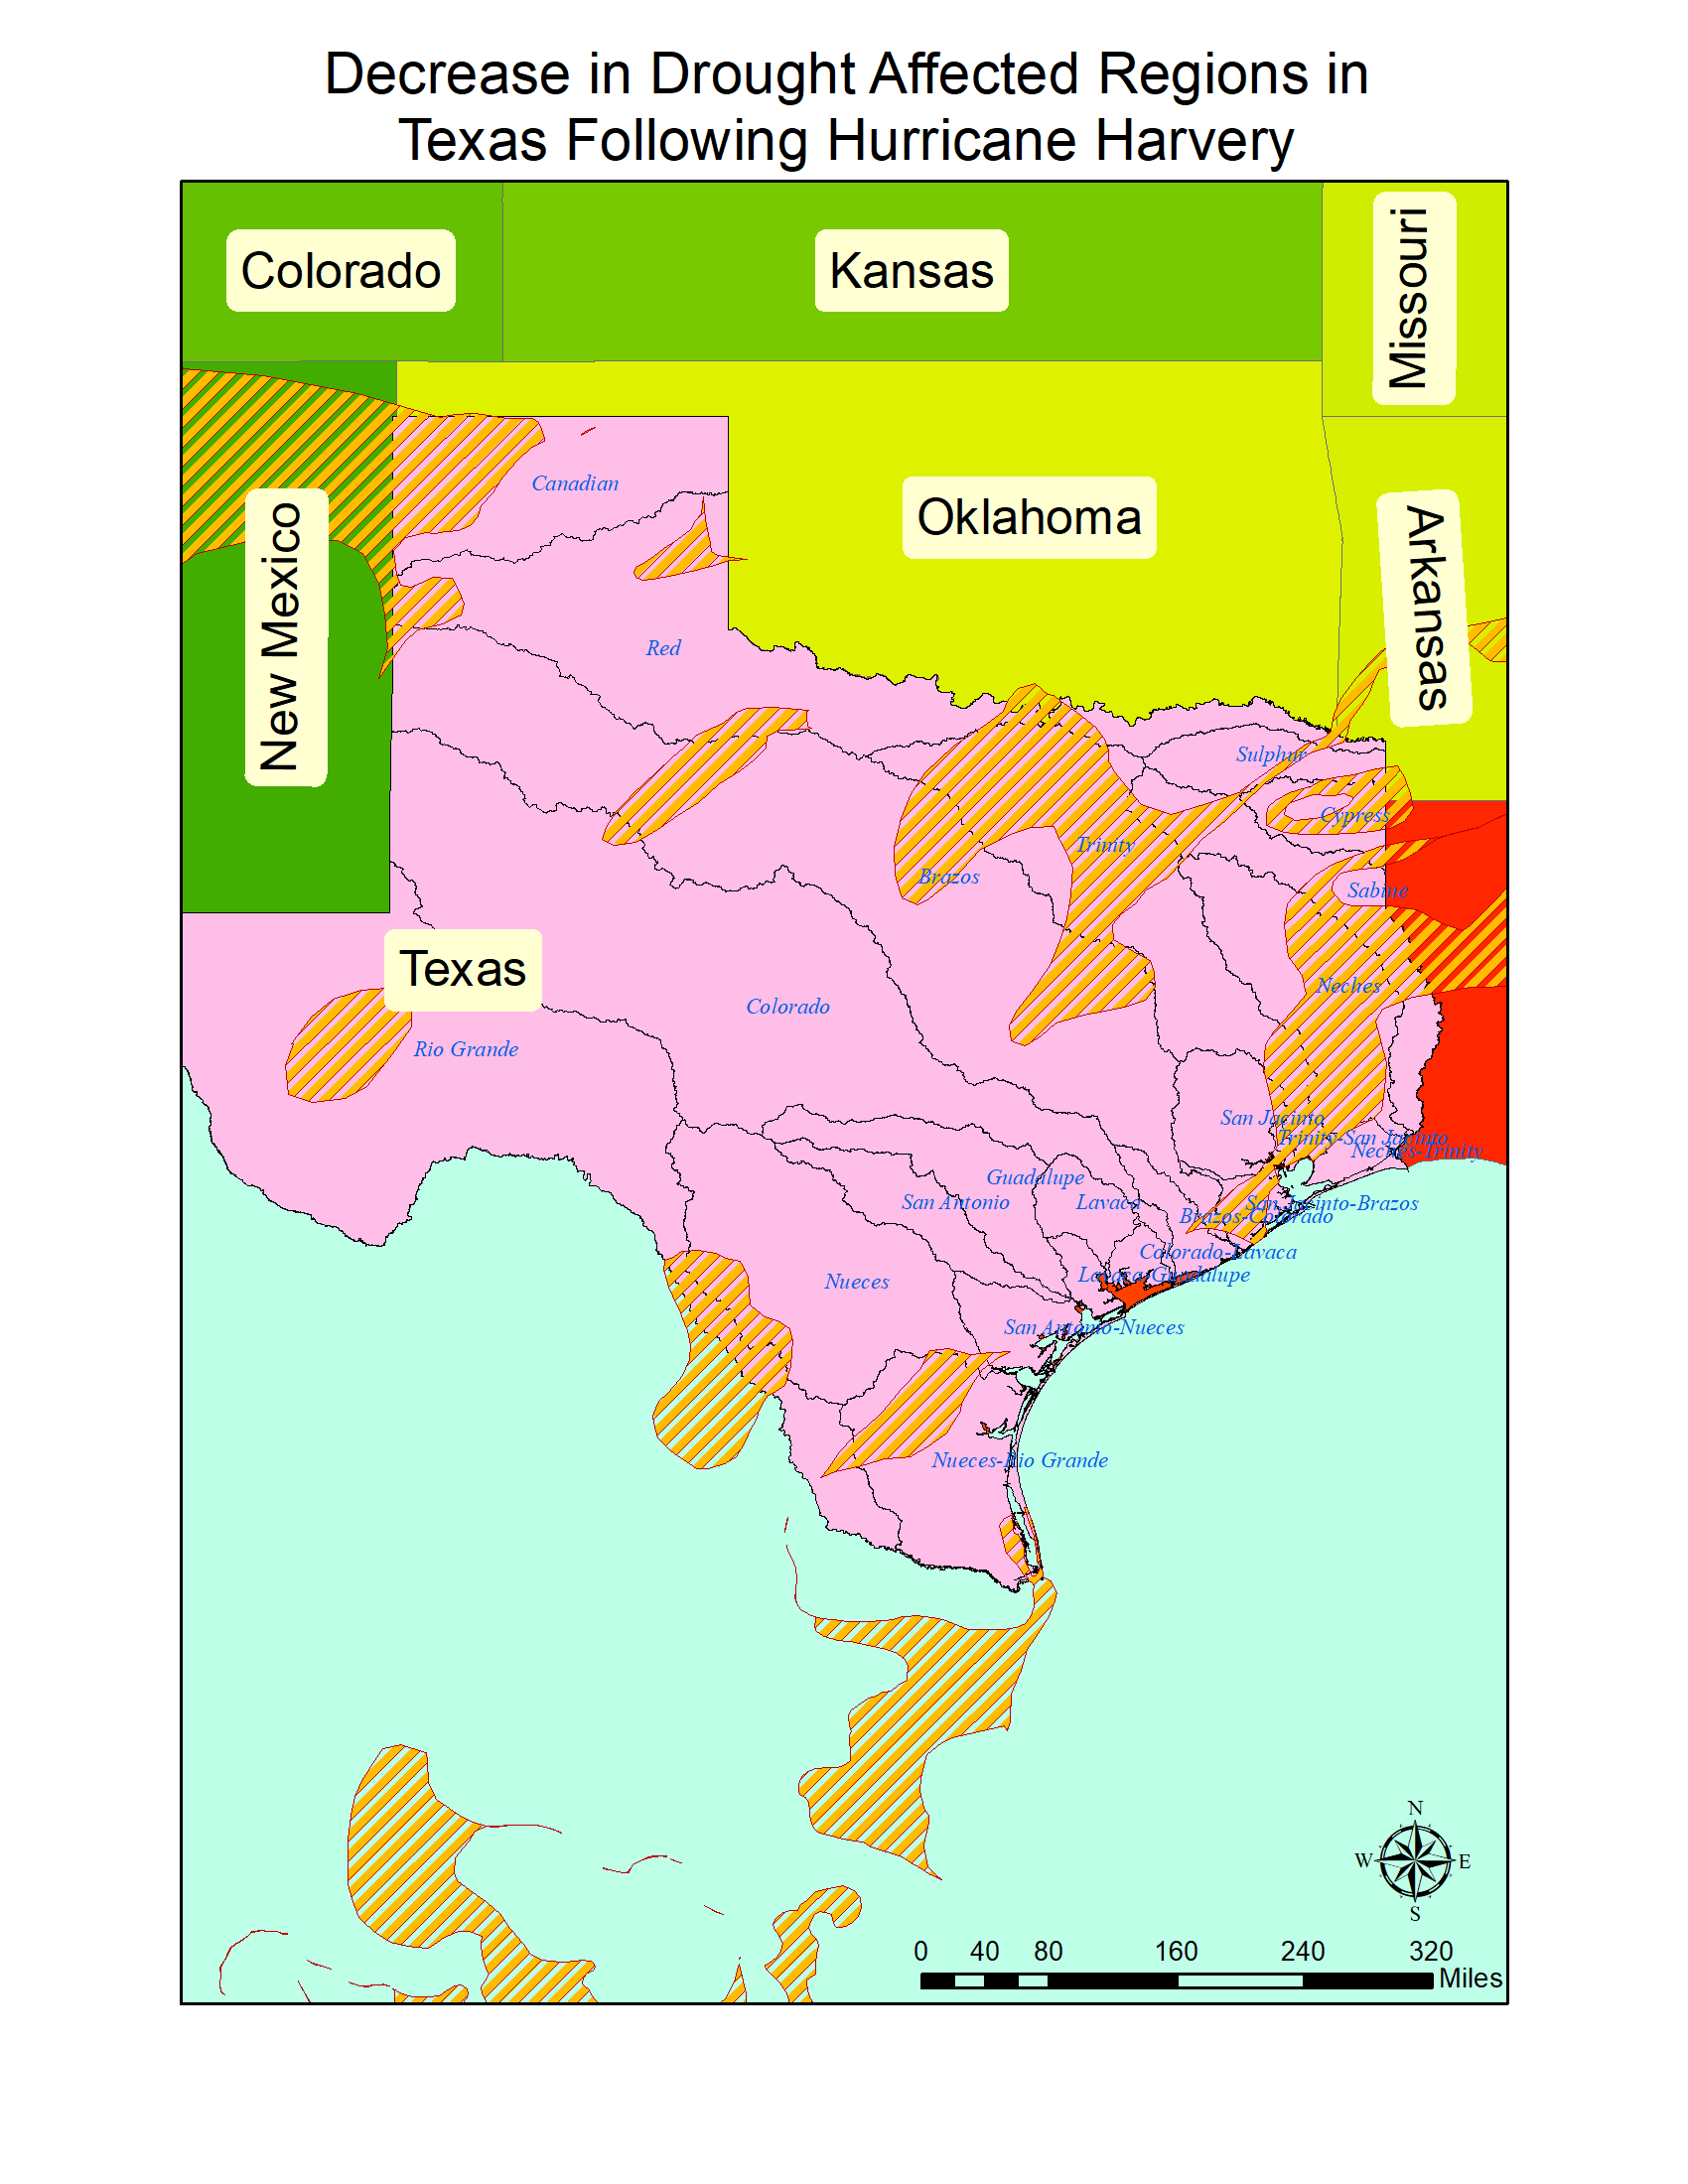 Decrease in Drought Affected Regions in
Texas Following Hurricane Harvery
Colorado
Kansas
Missouri
New Mexico
Oklahoma
Arkansas
Canadian
Red
Sulphur
Cypress
Trinity
Brazos
Sabine
Texas
Neches
Colorado
Rio Grande
San Jacinto
Trinity-San Jacinto
Neches-Trinity
Guadalupe
San Antonio
Lavaca
San Jacinto-Brazos
Brazos-Colorado
Colorado-Lavaca
Lavaca-Guadalupe
Nueces
San Antonio-Nueces
Nueces-Rio Grande
N
W E
S
0 40 80 160 240 320
Miles